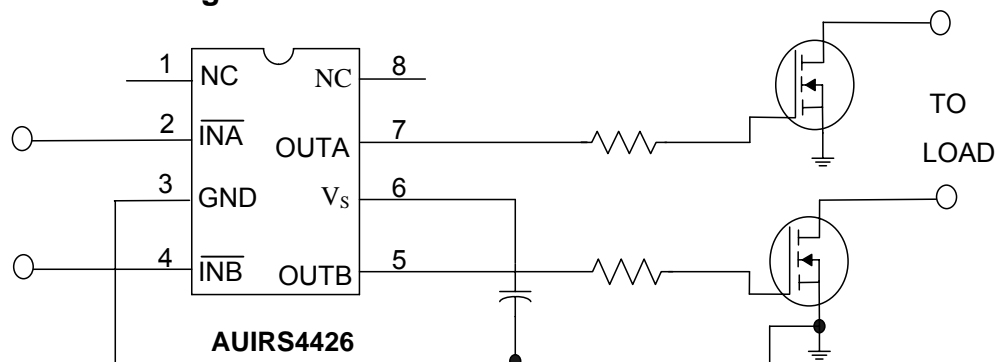 g
1 NC NC 8
2 INA OUTA 7
3 GND VS 6
4 INB OUTB 5
AUIRS4426
TO
LOAD